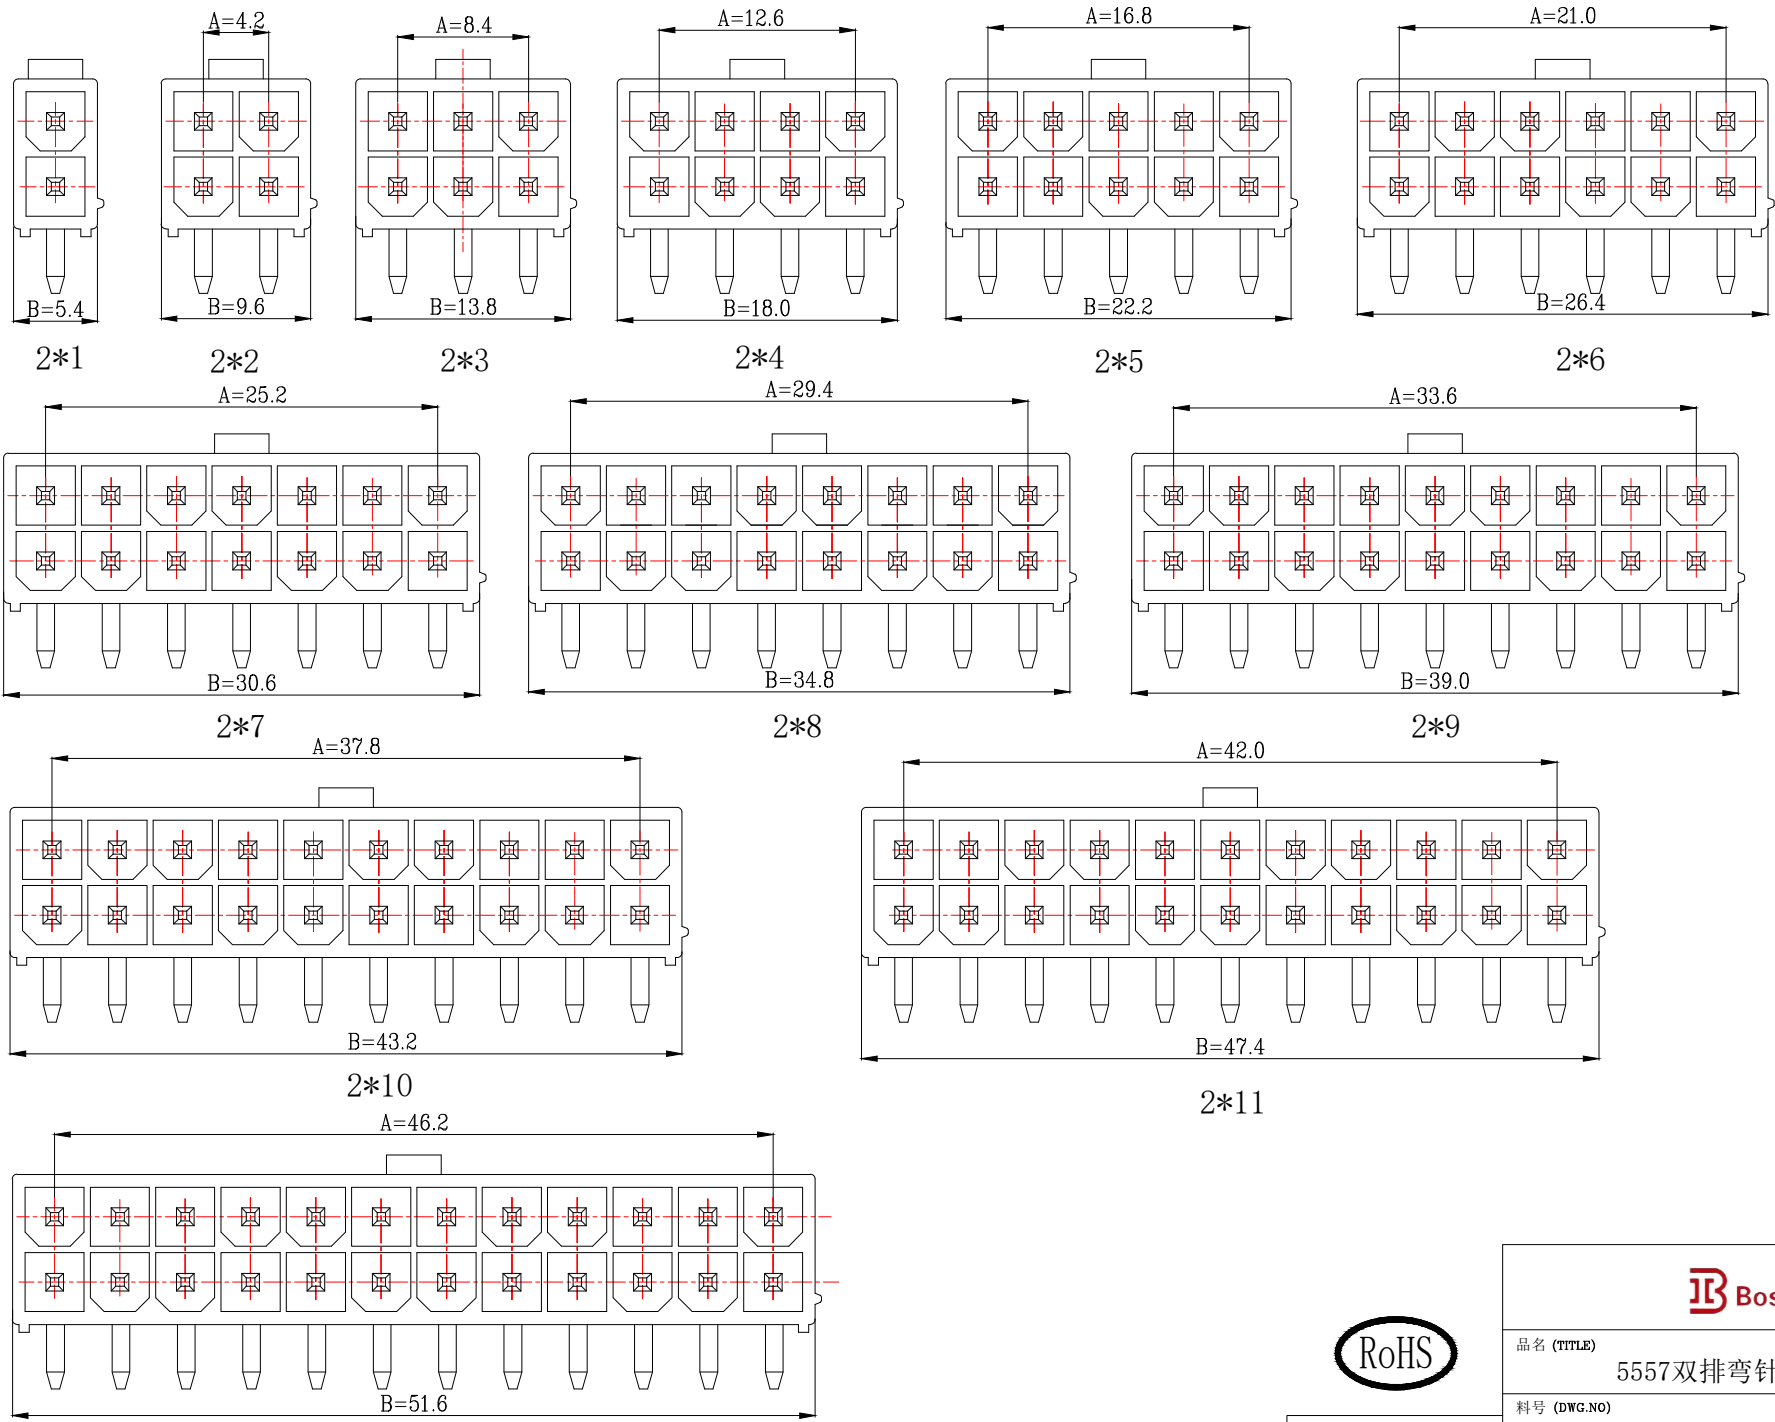 A=4.2
A=8.4
A=12.6
A=16.8
A=21.0
B=5.4
B=9.6
B=13.8
B=18.0
B=22.2
B=26.4
2*1
2*2
2*3
2*4
2*5
2*6
A=25.2
A=29.4
A=33.6
B=30.6
B=34.8
B=39.0
2*7
2*8
2*9
A=37.8
A=42.0
B=43.2
B=47.4
2*10
2*11
A=46.2
B=51.6
RoHS
Bos
品名 (TITLE)
5557双排弯针
料号 (DWG.NO)